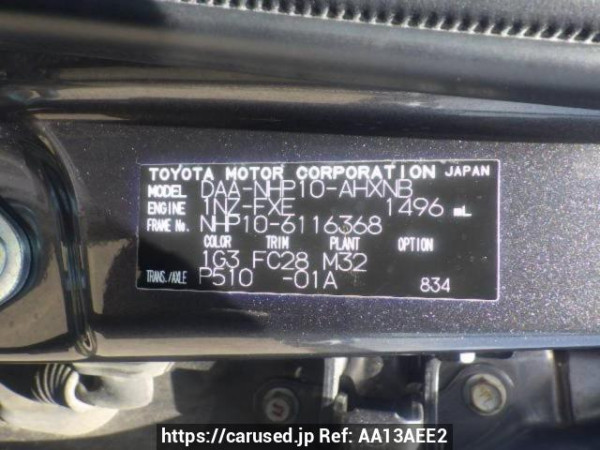 TOYOTA MOTOR CORPORATION JAPAN
MODEL DAA-NHP10-AHXNB
ENGINE 1NZ-FXE 1496 mL
FRAME No. NHP10-6116368
COLOR TRIM PLANT OPTION
1G3 FC28 M32
TRANS./AXLE P510 -01A 834
https://carused.jp Ref: AA13AEE2